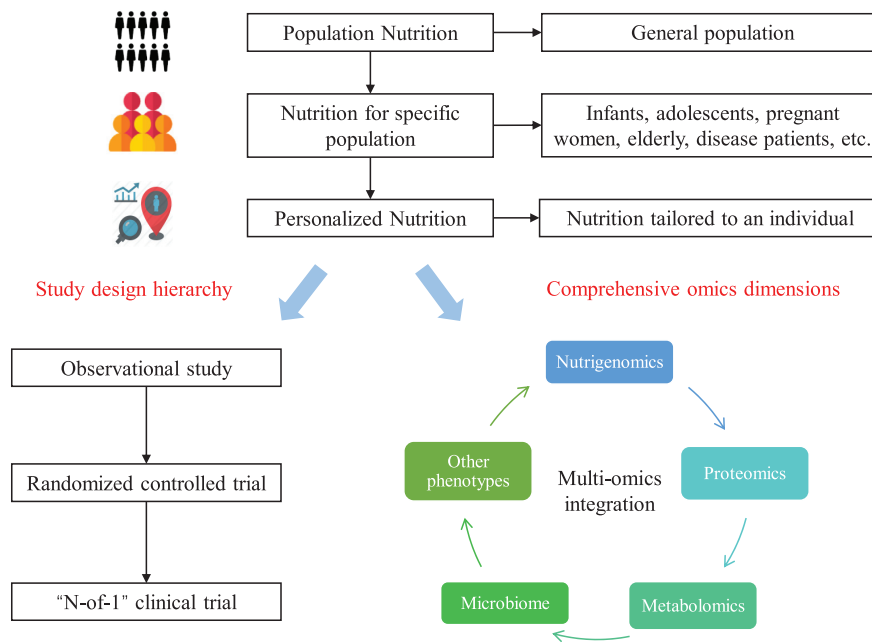 Population Nutrition
General population
Nutrition for specific
population
Infants, adolescents, pregnant
women, elderly, disease patients, etc.
Personalized Nutrition
Nutrition tailored to an individual
Study design hierarchy
Comprehensive omics dimensions
Observational study
Randomized controlled trial
“N-of-1” clinical trial
Nutrigenomics
Proteomics
Metabolomics
Microbiome
Other
phenotypes
Multi-omics
integration